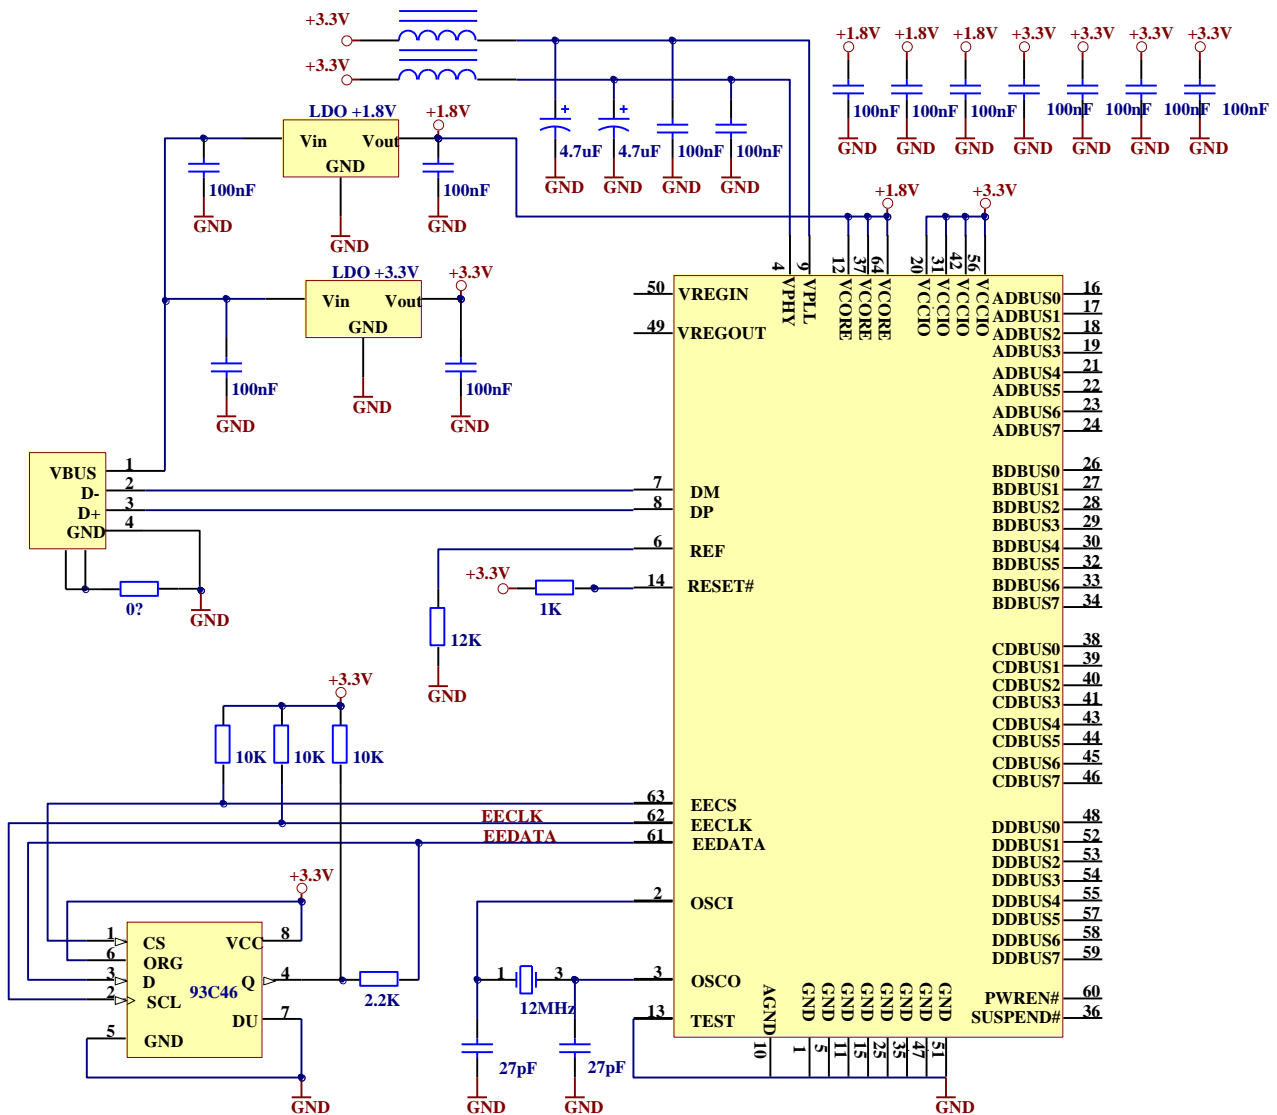 +3.3V
+3.3V
4.7uF 4.7uF 100nF 100nF
GND GND GND GND
+1.8V +1.8V +1.8V +3.3V +3.3V +3.3V +3.3V
100nF 100nF 100nF 100nF 100nF 100nF 100nF
GND GND GND GND GND GND GND
LDO +1.8V
+1.8V
Vin Vout
GND
100nF 100nF
GND GND
GND
LDO +3.3V
+3.3V
Vin Vout
GND
100nF 100nF
GND GND GND
+1.8V +3.3V
4 9 12 37 64 20 31 42 56
VPHY VPLL VCORE VCORE VCORE VCCIO VCCIO VCCIO VCCIO
50 VREGIN
49 VREGOUT
ADBUS0 16
ADBUS1 17
ADBUS2 18
ADBUS3 19
ADBUS4 21
ADBUS5 22
ADBUS6 23
ADBUS7 24
BDBUS0 26
BDBUS1 27
BDBUS2 28
BDBUS3 29
BDBUS4 30
BDBUS5 32
BDBUS6 33
BDBUS7 34
CDBUS0 38
CDBUS1 39
CDBUS2 40
CDBUS3 41
CDBUS4 43
CDBUS5 44
CDBUS6 45
CDBUS7 46
DDBUS0 48
DDBUS1 52
DDBUS2 53
DDBUS3 54
DDBUS4 55
DDBUS5 57
DDBUS6 58
DDBUS7 59
PWREN# 60
SUSPEND# 36
VBUS 1
D- 2
D+ 3
GND 4
0?
GND
7 DM
8 DP
6 REF
14 RESET#
+3.3V
1K
12K
GND
+3.3V
10K 10K 10K
63 EECS
EECLK 62 EECLK
EEDATA 61 EEDATA
+3.3V
1 CS VCC 8
6 ORG
3 D Q 4
2 SCL
93C46
DU 7
5 GND
2.2K
GND
2 OSCI
1 3
12MHz
3 OSCO
13 TEST
27pF 27pF
GND GND
AGND GND GND GND GND GND GND GND GND
10 1 5 11 15 25 35 47 51
GND